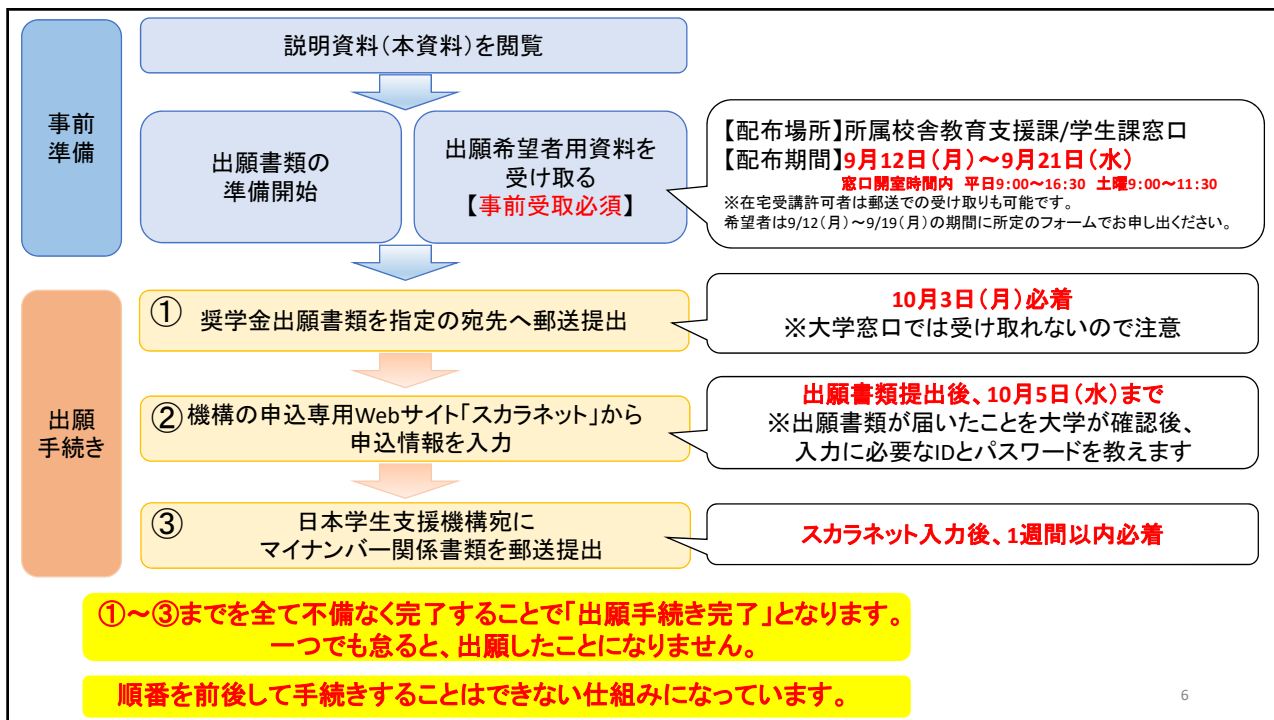 事前
準備
説明資料（本資料）を閲覧
出願書類の
準備開始
出願希望者用資料を
受け取る
【事前受取必須】
【配布場所】所属校舎教育支援課/学生課窓口
【配布期間】9月12日（月）～9月21日（水）
窓口開室時間内 平日9:00～16:30 土曜9:00～11:30
※在宅受講許可者は郵送での受け取りも可能です。
希望者は9/12（月）～9/19（月）の期間に所定のフォームでお申し出ください。
出願
手続き
① 奨学金出願書類を指定の宛先へ郵送提出
10月3日（月）必着
※大学窓口では受け取れないので注意
②機構の申込専用Webサイト「スカラネット」から
申込情報を入力
出願書類提出後、10月5日（水）まで
※出願書類が届いたことを大学が確認後、
入力に必要なIDとパスワードを教えます
③ 日本学生支援機構宛に
マイナンバー関係書類を郵送提出
スカラネット入力後、1週間以内必着
①～③までを全て不備なく完了することで「出願手続き完了」となります。
一つでも怠ると、出願したことになりません。
順番を前後して手続きすることはできない仕組みになっています。
6